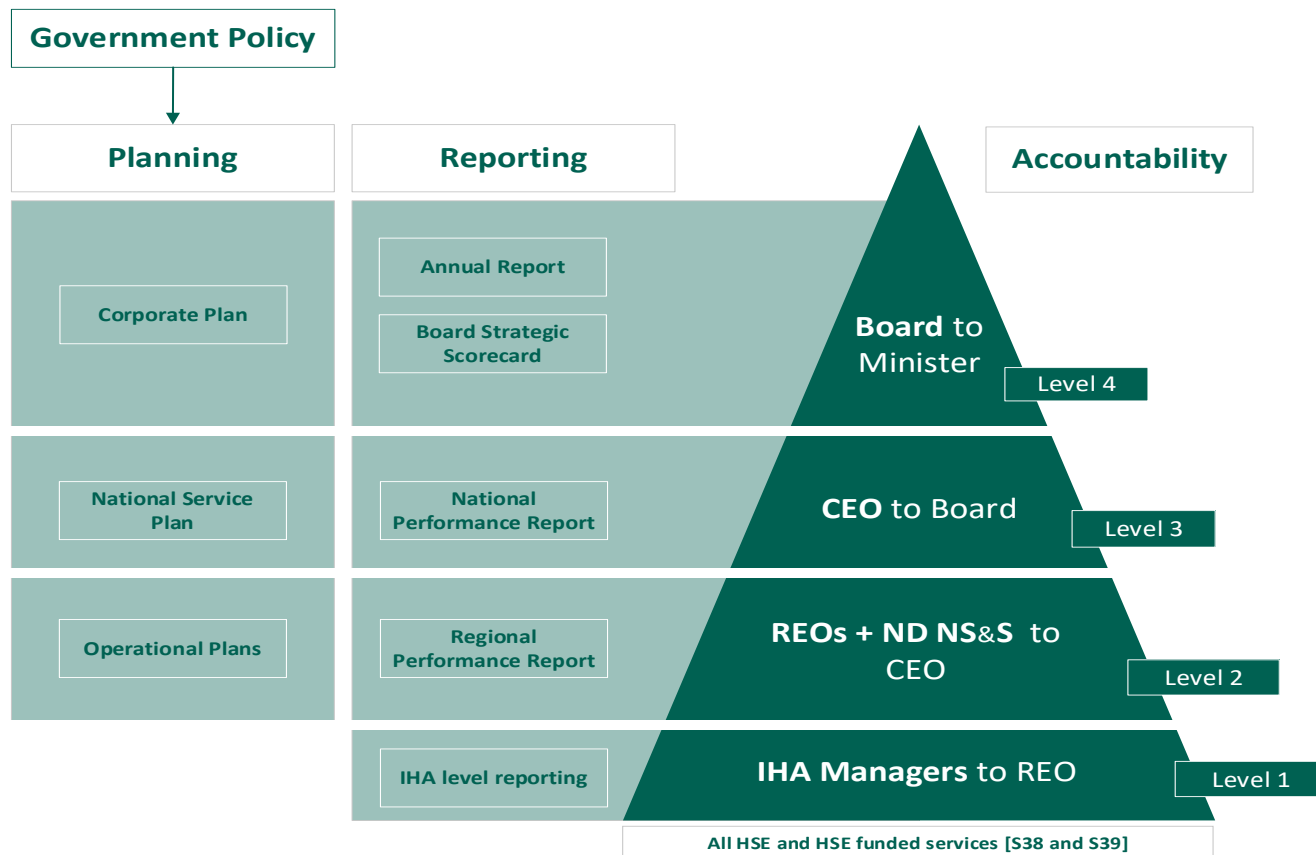 Government Policy
Planning
Reporting
Accountability
Corporate Plan
Annual Report
Board Strategic
Scorecard
Board to
Minister
Level 4
National Service
Plan
National
Performance Report
CEO to Board
Level 3
Operational Plans
Regional
Performance Report
REOs + ND NS&S to
CEO
Level 2
IHA level reporting
IHA Managers to REO
Level 1
All HSE and HSE funded services [S38 and S39]